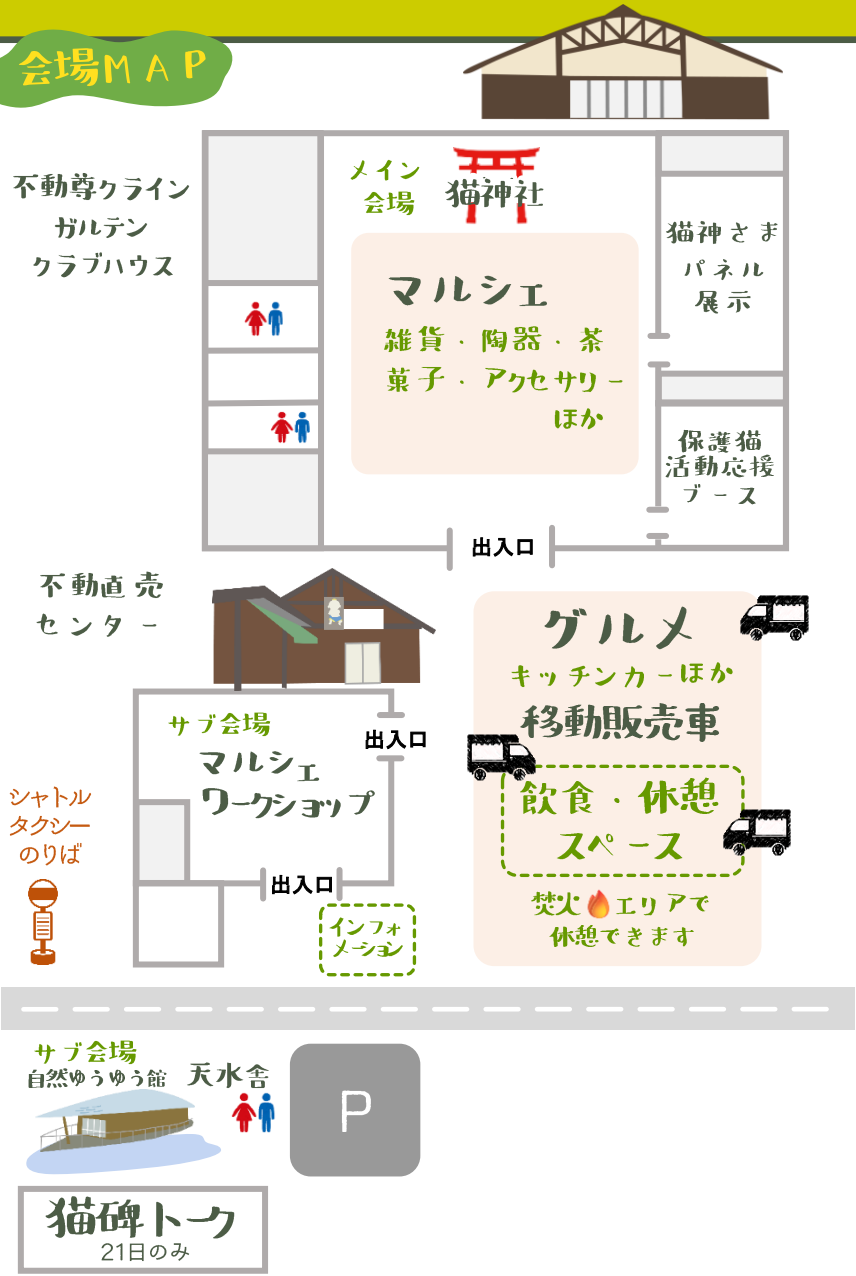 会場MAP
不動尊クライン
ガルテン
クラブハウス
メイン
会場
猫神社
マルシェ
雑貨・陶器・茶
菓子・アクセサリー
ほか
猫神さま
パネル
展示
保護猫
活動応援
ブース
出入口
不動直売
センター
サブ会場
マルシェ
ワークショップ
出入口
出入口
インフォ
メーション
シャトル
タクシー
のりば
グルメ
キッチンカーほか
移動販売車
飲食・休憩
スペース
焚火エリアで
休憩できます
サブ会場
自然ゆうゆう館
天水舎
P
猫碑トーク
21日のみ